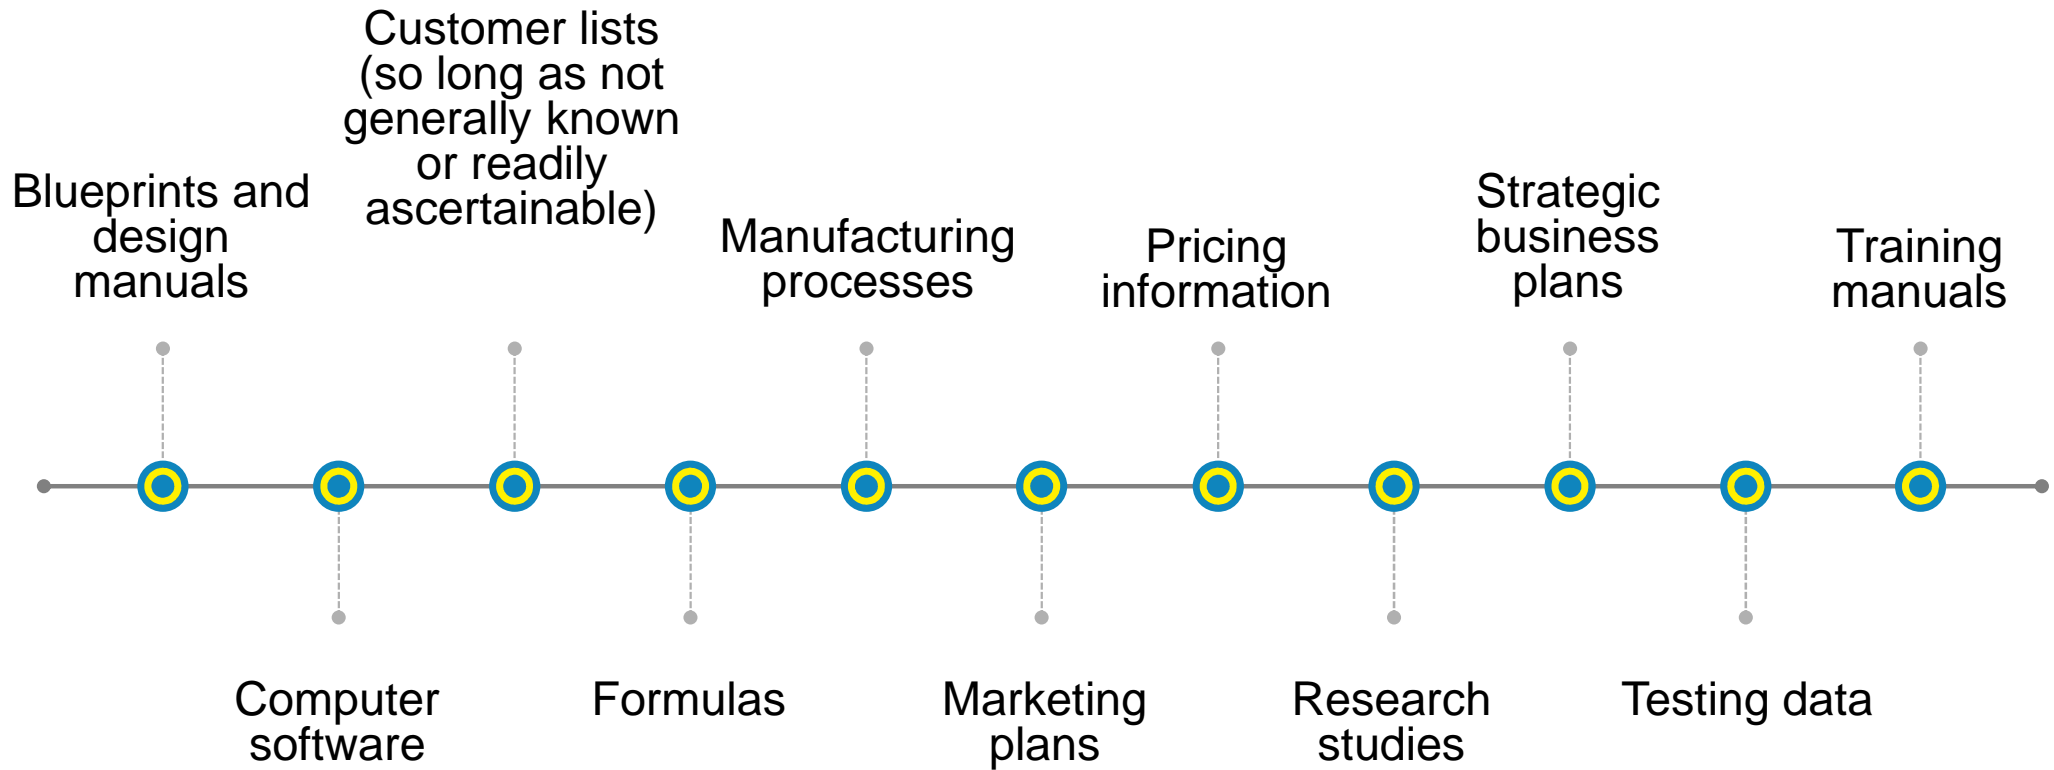 Blueprints and
design
manuals
Computer
software
Customer lists
(so long as not
generally known
or readily
ascertainable)
Formulas
Manufacturing
processes
Marketing
plans
Pricing
information
Research
studies
Strategic
business
plans
Testing data
Training
manuals